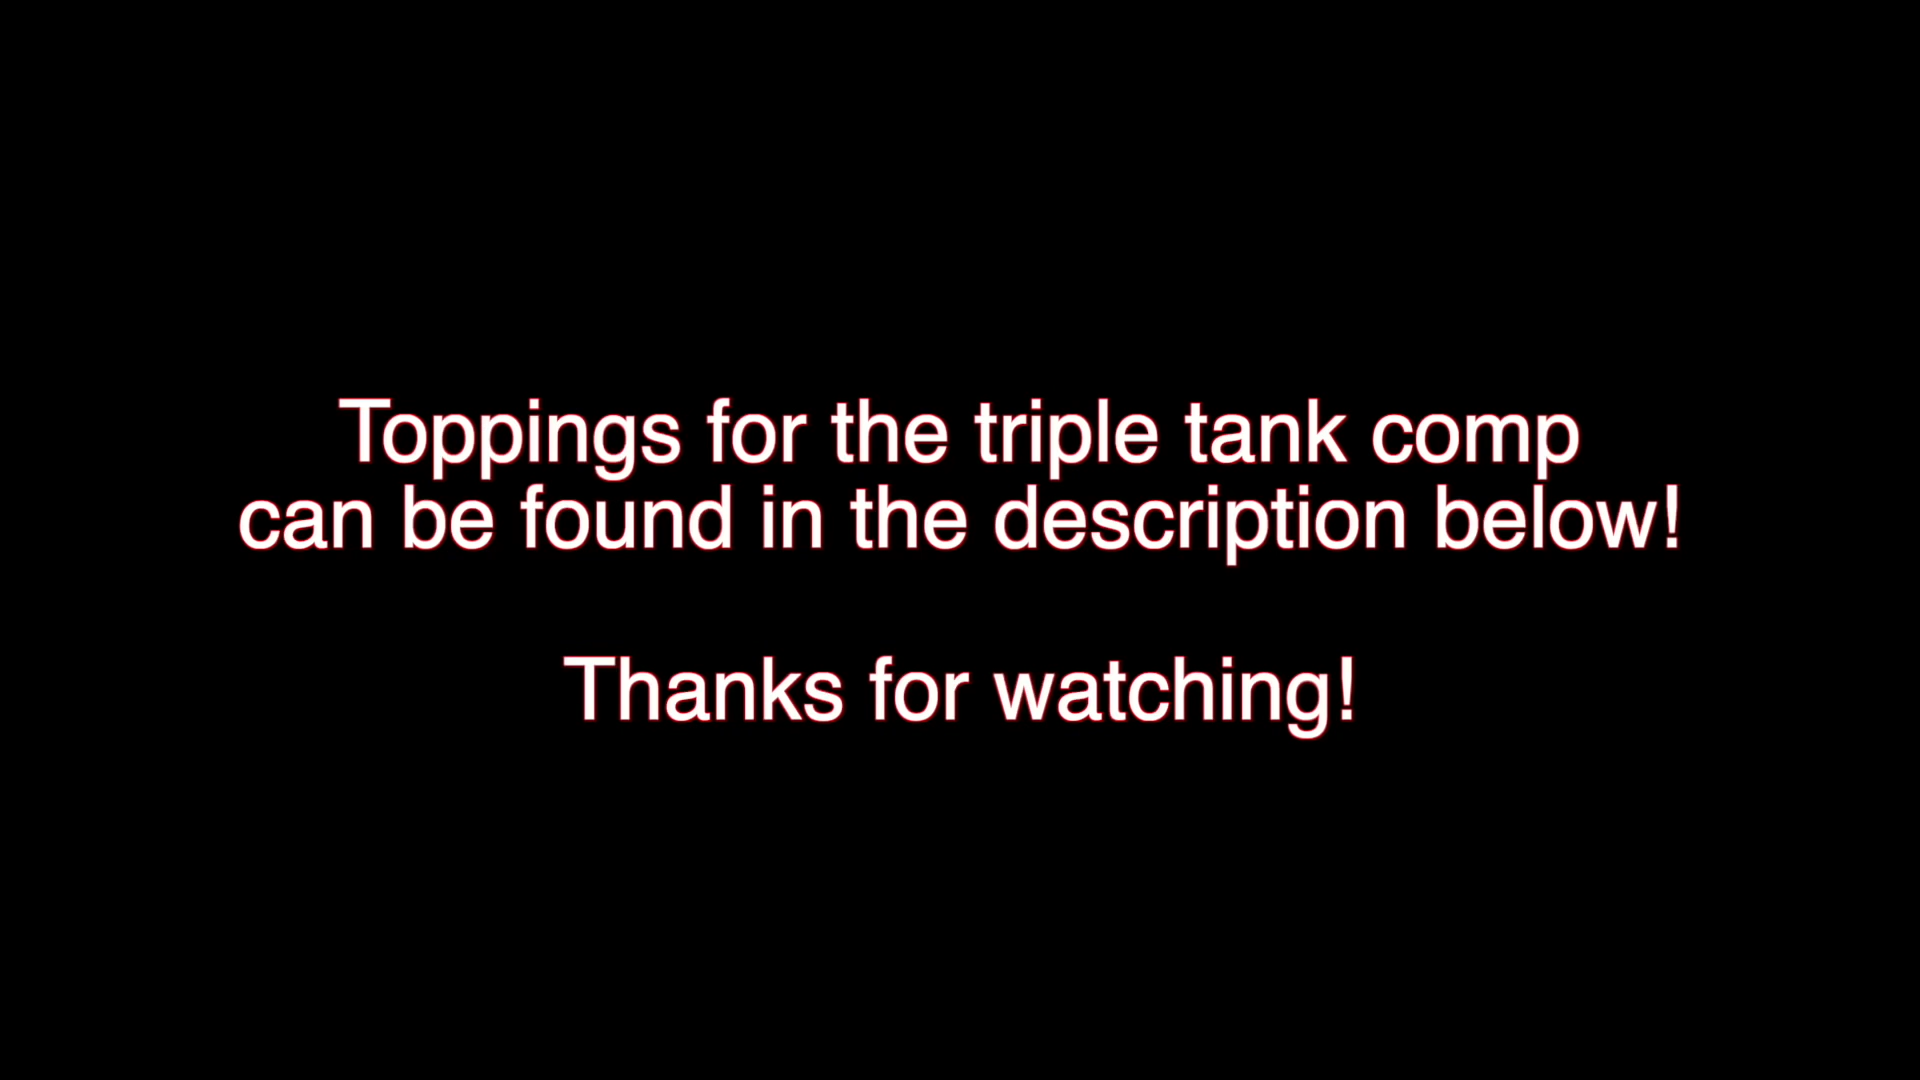 Toppings for the triple tank comp
can be found in the description below!
Thanks for watching!